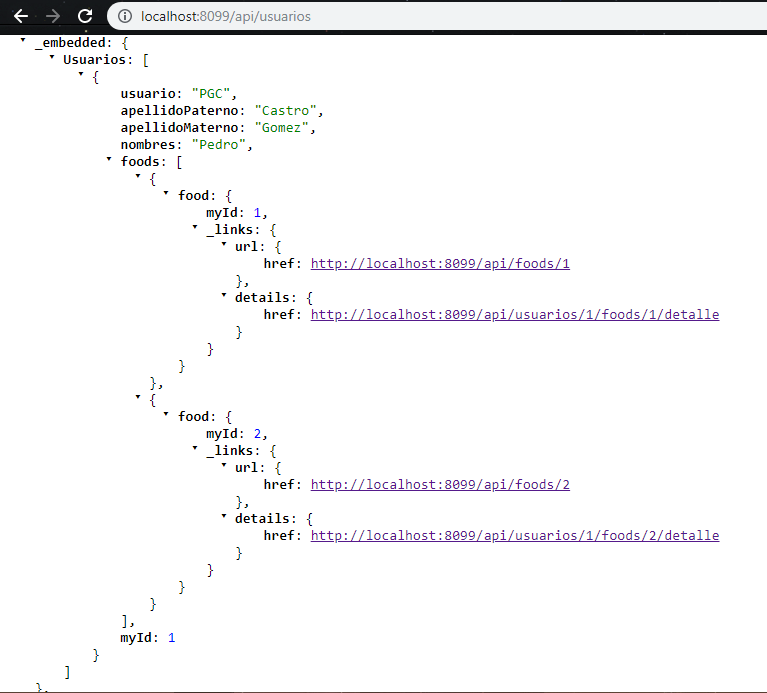 localhost:8099/api/usuarios
_embedded: {
Usuarios: [
{
usuario: "PGC",
apellidoPaterno: "Castro",
apellidoMaterno: "Gomez",
nombres: "Pedro",
foods: [
{
food: {
myId: 1,
_links: {
url: {
href: http://localhost:8099/api/foods/1
},
details: {
href: http://localhost:8099/api/usuarios/1/foods/1/detalle
}
}
}
},
{
food: {
myId: 2,
_links: {
url: {
href: http://localhost:8099/api/foods/2
},
details: {
href: http://localhost:8099/api/usuarios/1/foods/2/detalle
}
}
}
}
],
myId: 1
}
]
},